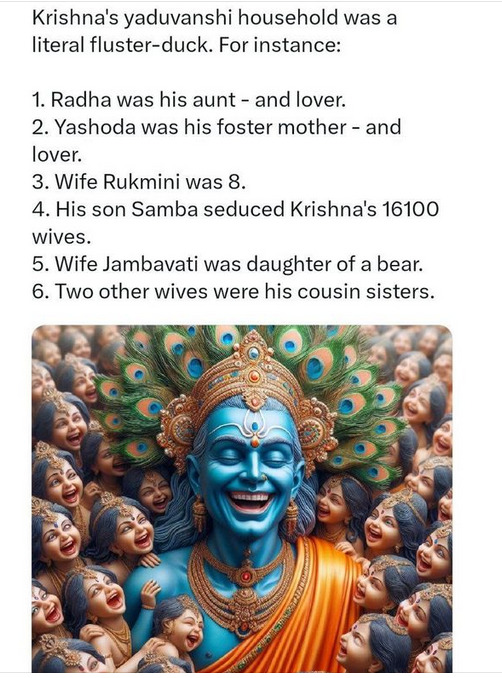 Krishna's yaduvanshi household was a
literal fluster-duck. For instance:
1. Radha was his aunt - and lover.
2. Yashoda was his foster mother - and
lover.
3. Wife Rukmini was 8.
4. His son Samba seduced Krishna's 16100
wives.
5. Wife Jambavati was daughter of a bear.
6. Two other wives were his cousin sisters.